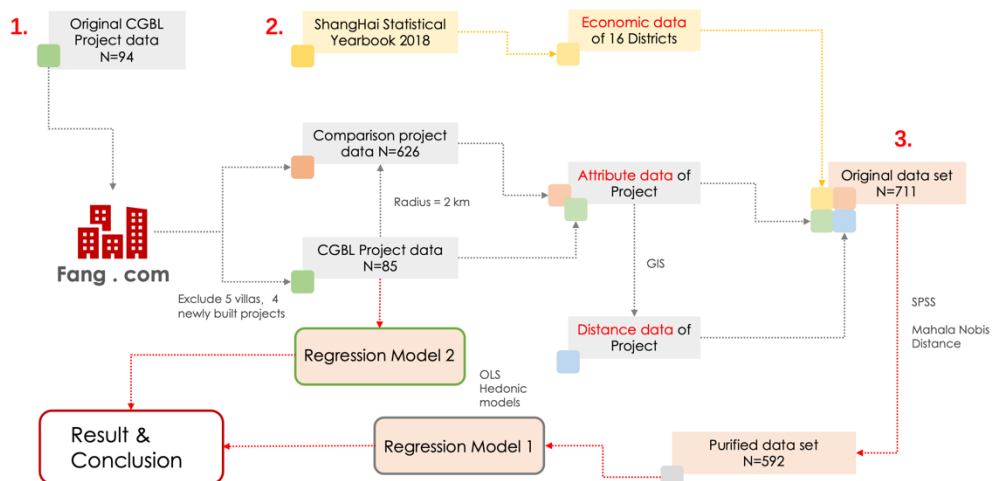 1.
Original CGBL
Project data
N=94
2.
ShangHai Statistical
Yearbook 2018
Economic data
of 16 Districts
3.
Comparison project
data N=626
Attribute data of
Project
Original data set
N=711
Radius = 2 km
Fang . com
CGBL Project data
N=85
GIS
Exclude 5 villas, 4
newly built projects
SPSS
Mahala Nobis
Distance
Distance data of
Project
Regression Model 2
OLS
Hedonic
models
Result &
Conclusion
Regression Model 1
Purified data set
N=592